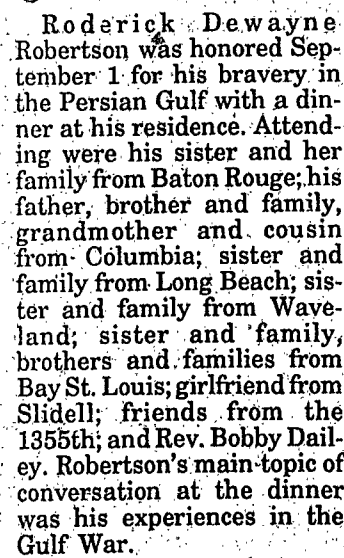 Roderick Dewayne
Robertson was honored Sep-
tember 1 for his bravery in
the Persian Gulf with a din-
ner at his residence. Attend-
ing were his sister and her
family from Baton Rouge; his
father, brother and family,
grandmother and cousin
from Columbia; sister and
family from Long Beach; sis-
ter and family from Wave-
land; sister and family,
brothers and families from
Bay St. Louis; girlfriend from
Slidell; friends from the
1355th; and Rev. Bobby Dail-
ey. Robertson's main topic of
conversation at the dinner
was his experiences in the
Gulf War.